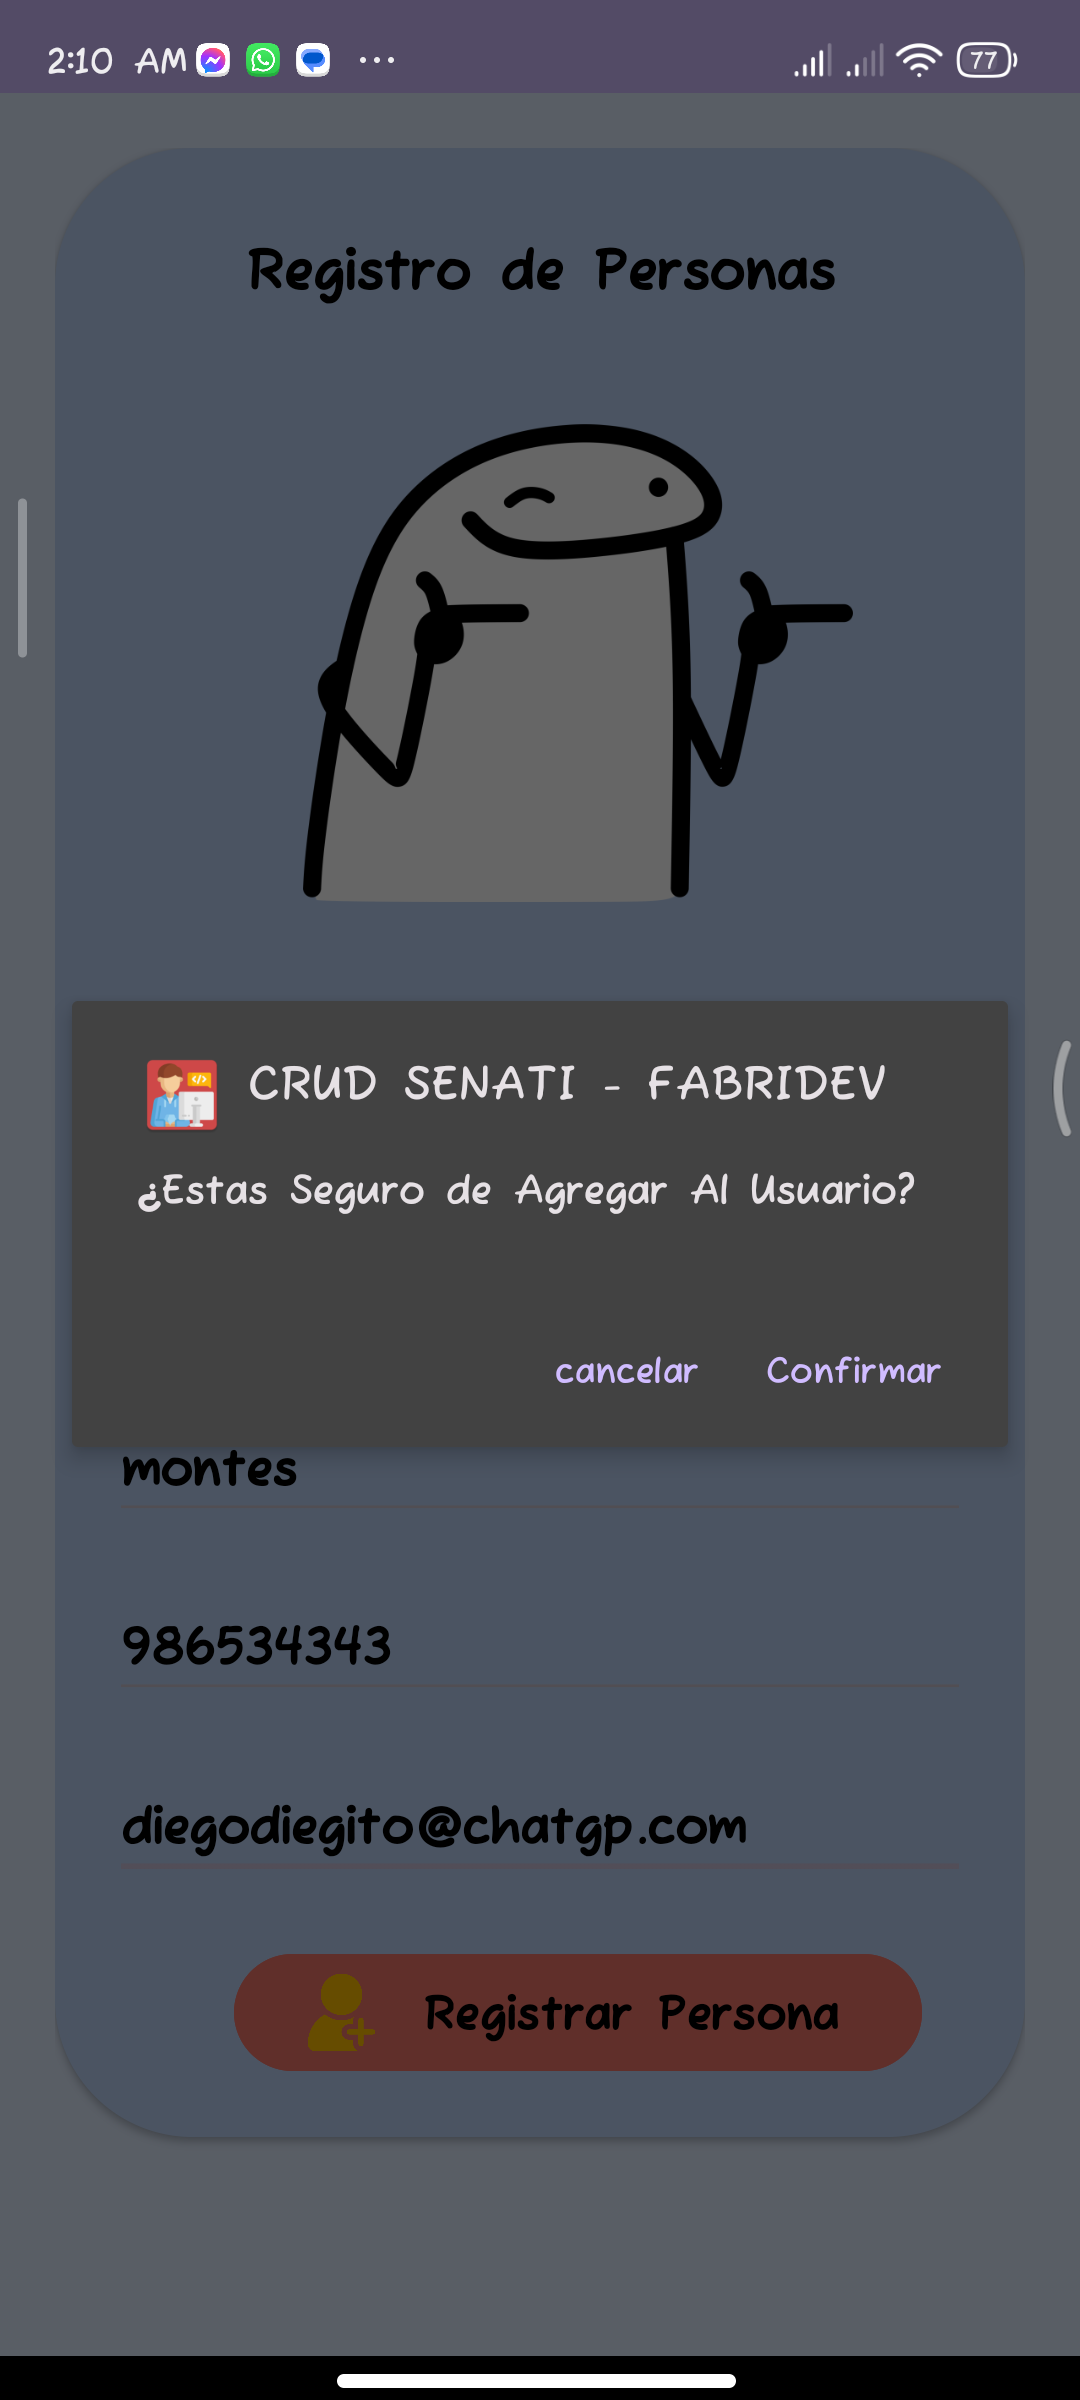 2:10 AM
77
Registro de Personas
CRUD SENATI - FABRIDEV
¿Estas Seguro de Agregar Al Usuario?
cancelar Confirmar
montes
986534343
diegodiegito@chatgp.com
Registrar Persona